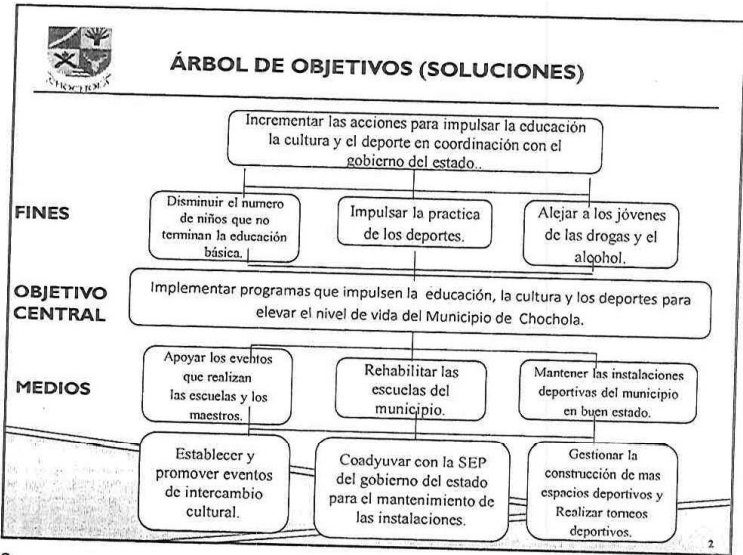 CHOCHOLA
ÁRBOL DE OBJETIVOS (SOLUCIONES)
Incrementar las acciones para impulsar la educación
la cultura y el deporte en coordinación con el
gobierno del estado..
FINES
Disminuir el numero
de niños que no
terminan la educación
básica.
Impulsar la practica
de los deportes.
Alejar a los jóvenes
de las drogas y el
alcohol.
OBJETIVO
CENTRAL
Implementar programas que impulsen la educación, la cultura y los deportes para
elevar el nivel de vida del Municipio de Chochola.
MEDIOS
Apoyar los eventos
que realizan
las escuelas y los
maestros.
Rehabilitar las
escuelas del
municipio.
Mantener las instalaciones
deportivas del municipio
en buen estado.
Establecer y
promover eventos
de intercambio
cultural.
Coadyuvar con la SEP
del gobierno del estado
para el mantenimiento de
las instalaciones.
Gestionar la
construcción de mas
espacios deportivos y
Realizar torneos
deportivos.
2